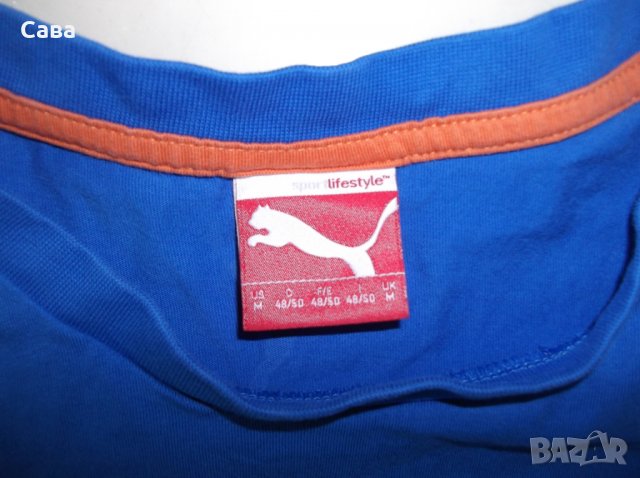 Сава
sportlifestyle™
US D F/E I UK
M 48/50 48/50 48/50 M
BAZAR